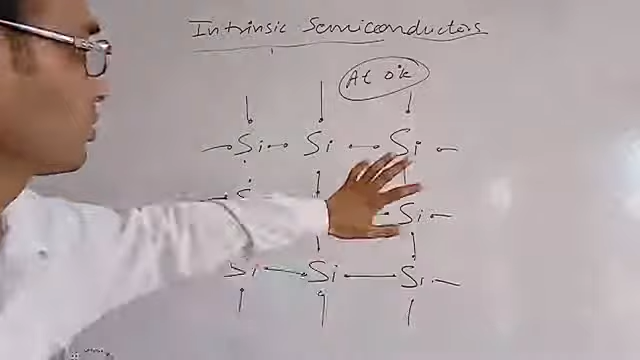 Intrinsic Semiconductors
At 0°K
Si Si Si
S Si
Si Si Si